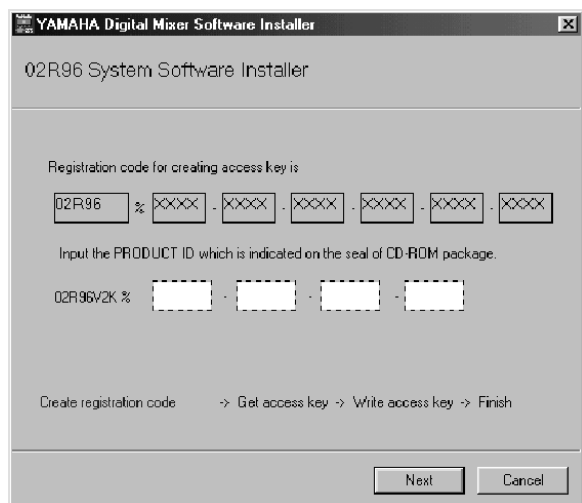 YAMAHA Digital Mixer Software Installer
02R96 System Software Installer
Registration code for creating access key is
02R96 % XXXX - XXXX - XXXX - XXXX - XXXX - XXXX
Input the PRODUCT ID which is indicated on the seal of CD-ROM package.
02R96V2K % - - -
Create registration code -> Get access key -> Write access key -> Finish
Next Cancel